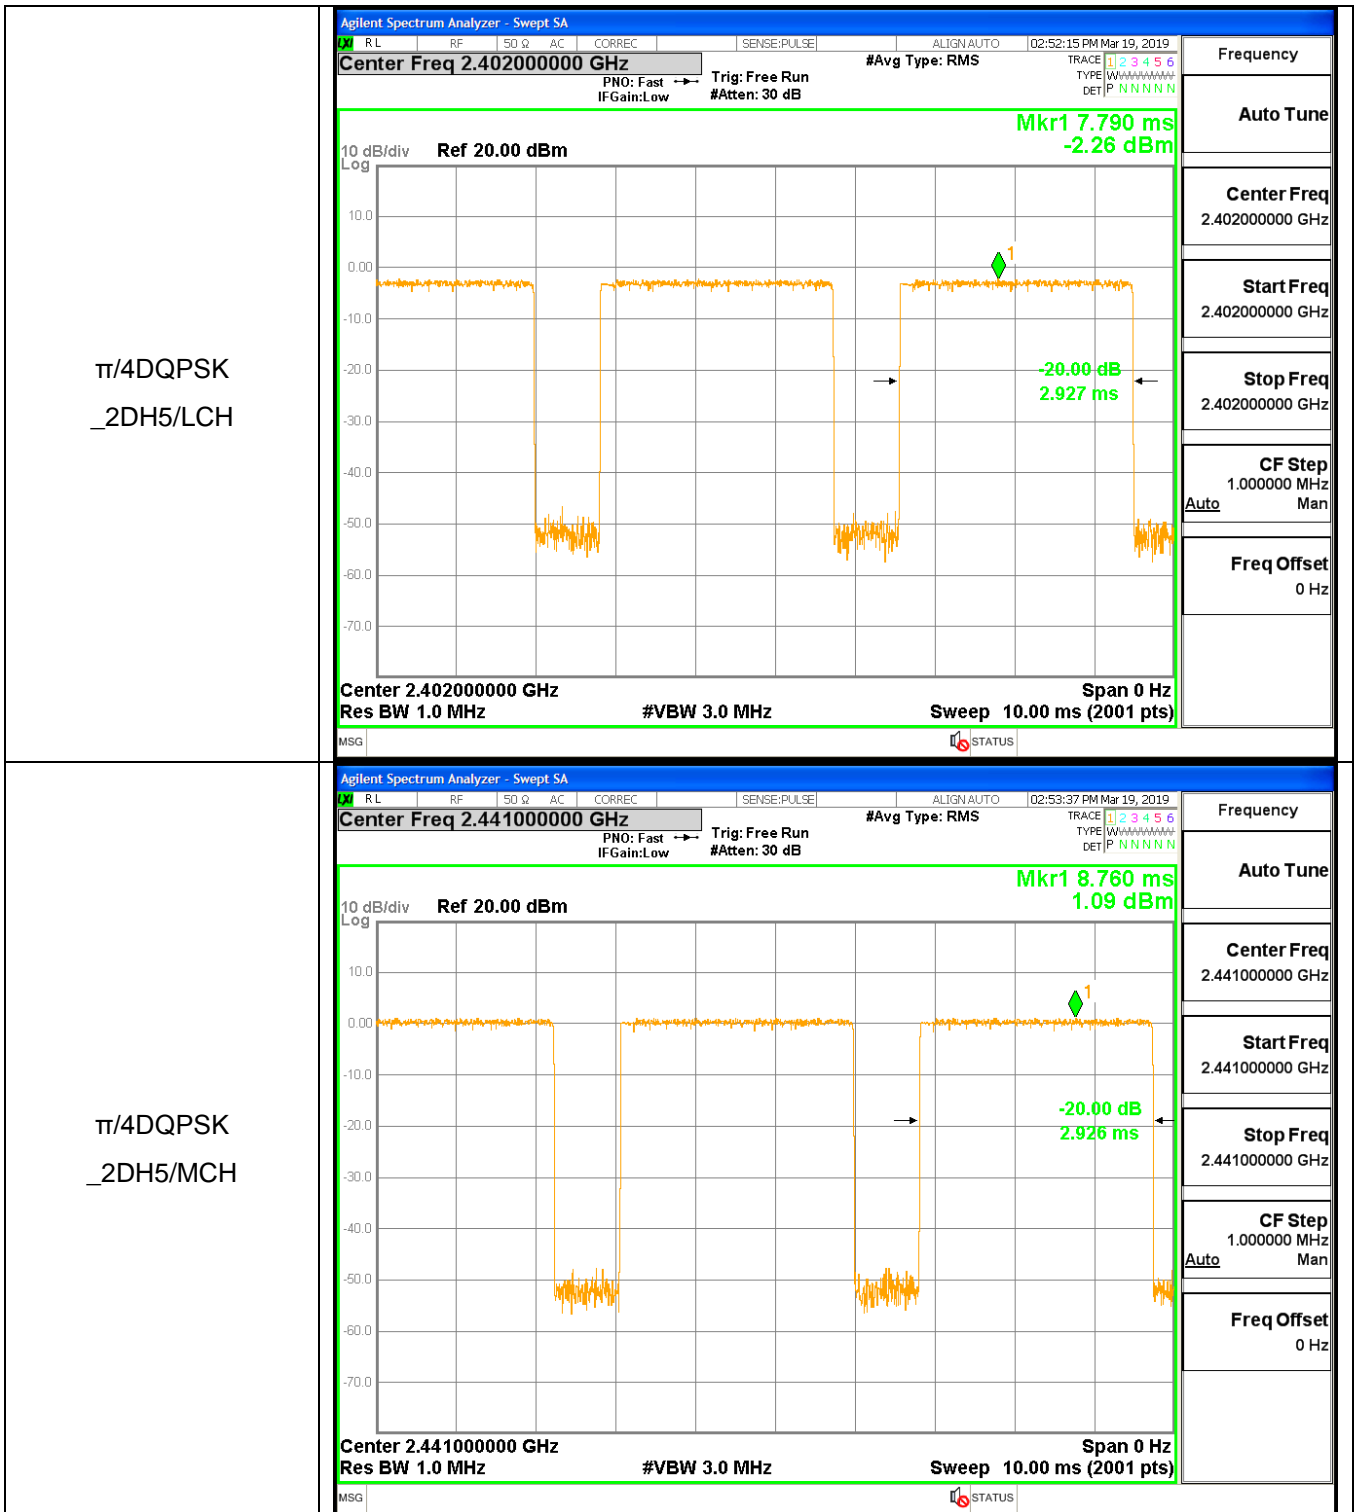 π/4DQPSK
_2DH5/LCH
Agilent Spectrum Analyzer - Swept SA
LXI RL RF 50 Ω AC CORREC SENSE:PULSE ALIGN AUTO 02:52:15 PM Mar 19, 2019
Center Freq 2.402000000 GHz
#Avg Type: RMS
TRACE 1 2 3 4 5 6
PNO: Fast Trig: Free Run
TYPE WWWWWW
IFGain:Low #Atten: 30 dB
DET P N N N N N
Mkr1 7.790 ms
-2.26 dBm
10 dB/div Ref 20.00 dBm
Log
10.0
0.00
-10.0
-20.0
-30.0
-40.0
-50.0
-60.0
-70.0
1
-20.00 dB
2.927 ms
Center 2.402000000 GHz Span 0 Hz
Res BW 1.0 MHz #VBW 3.0 MHz Sweep 10.00 ms (2001 pts)
MSG STATUS
Frequency
Auto Tune
Center Freq
2.402000000 GHz
Start Freq
2.402000000 GHz
Stop Freq
2.402000000 GHz
CF Step
1.000000 MHz
Auto Man
Freq Offset
0 Hz
π/4DQPSK
_2DH5/MCH
Agilent Spectrum Analyzer - Swept SA
LXI RL RF 50 Ω AC CORREC SENSE:PULSE ALIGN AUTO 02:53:37 PM Mar 19, 2019
Center Freq 2.441000000 GHz
#Avg Type: RMS
TRACE 1 2 3 4 5 6
PNO: Fast Trig: Free Run
TYPE WWWWWW
IFGain:Low #Atten: 30 dB
DET P N N N N N
Mkr1 8.760 ms
1.09 dBm
10 dB/div Ref 20.00 dBm
Log
10.0
0.00
-10.0
-20.0
-30.0
-40.0
-50.0
-60.0
-70.0
1
-20.00 dB
2.926 ms
Center 2.441000000 GHz Span 0 Hz
Res BW 1.0 MHz #VBW 3.0 MHz Sweep 10.00 ms (2001 pts)
MSG STATUS
Frequency
Auto Tune
Center Freq
2.441000000 GHz
Start Freq
2.441000000 GHz
Stop Freq
2.441000000 GHz
CF Step
1.000000 MHz
Auto Man
Freq Offset
0 Hz